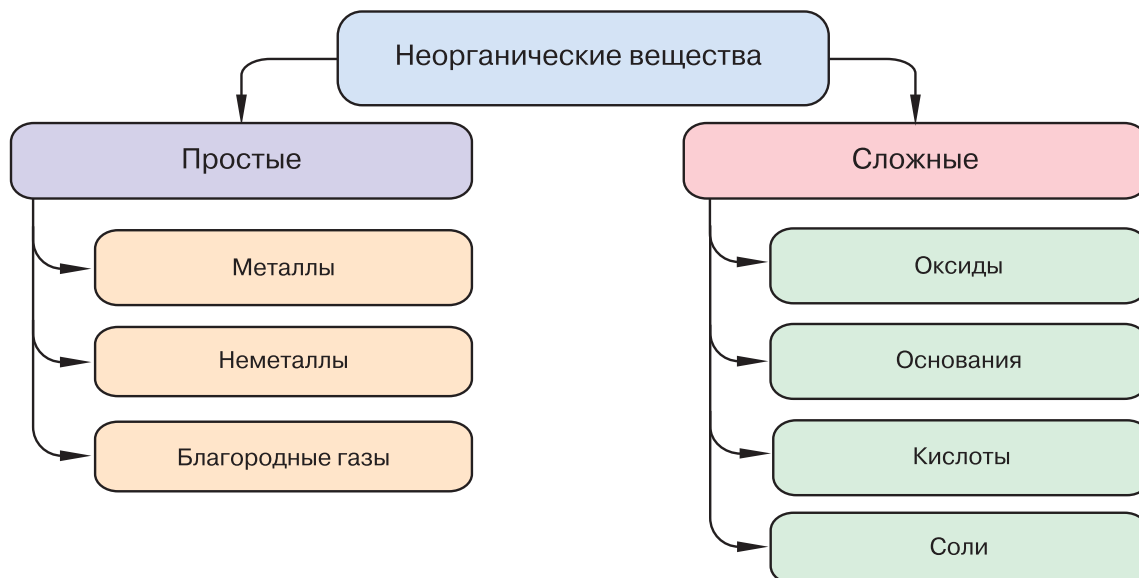 Неорганические вещества
Простые
Металлы
Неметаллы
Благородные газы
Сложные
Оксиды
Основания
Кислоты
Соли